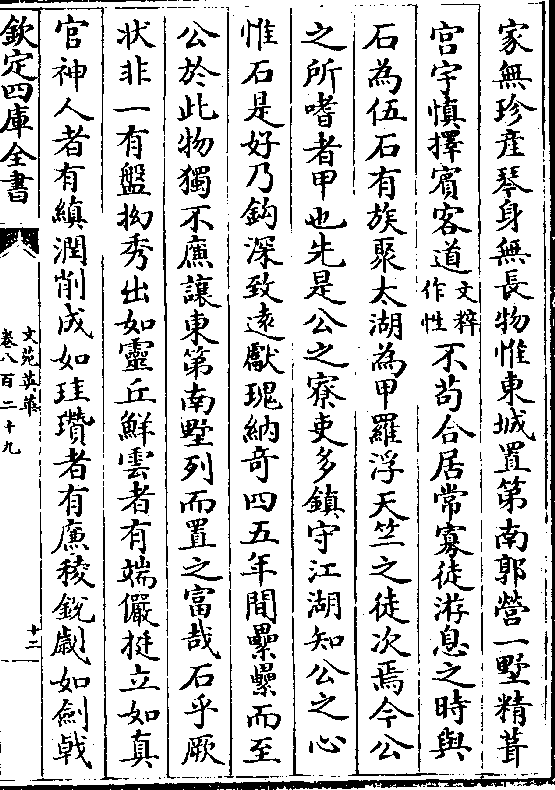 家無珍産琴身無長物惟東城置第南郭營一墅精葺
宫宇慎擇賓客道文粹作性不苟合居常寡徒游息之時與
石為伍石有族聚太湖為甲羅浮天竺之徒次焉今公
之所嗜者甲也先是公之寮吏多鎮守江湖知公之心
惟石是好乃鈎深致逺獻瑰納奇四五年間纍纍而至
公於此物獨不亷讓東第南墅列而置之富哉石乎厥
状非一有盤拗秀出如靈丘鮮雲者有端儼挺立如真
官神人者有縝潤削成如珪瓚者有亷稜銳劌如劍戟
欽定四庫全書
文苑英華
卷八百二十九
十二